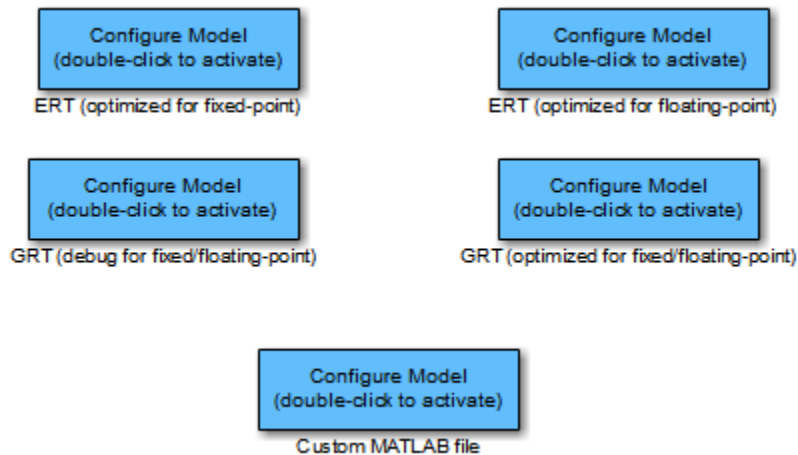 Configure Model
(double-click to activate)
ERT (optimized for fixed-point)
Configure Model
(double-click to activate)
ERT (optimized for floating-point)
Configure Model
(double-click to activate)
GRT (debug for fixed/floating-point)
Configure Model
(double-click to activate)
GRT (optimized for fixed/floating-point)
Configure Model
(double-click to activate)
Custom MATLAB file